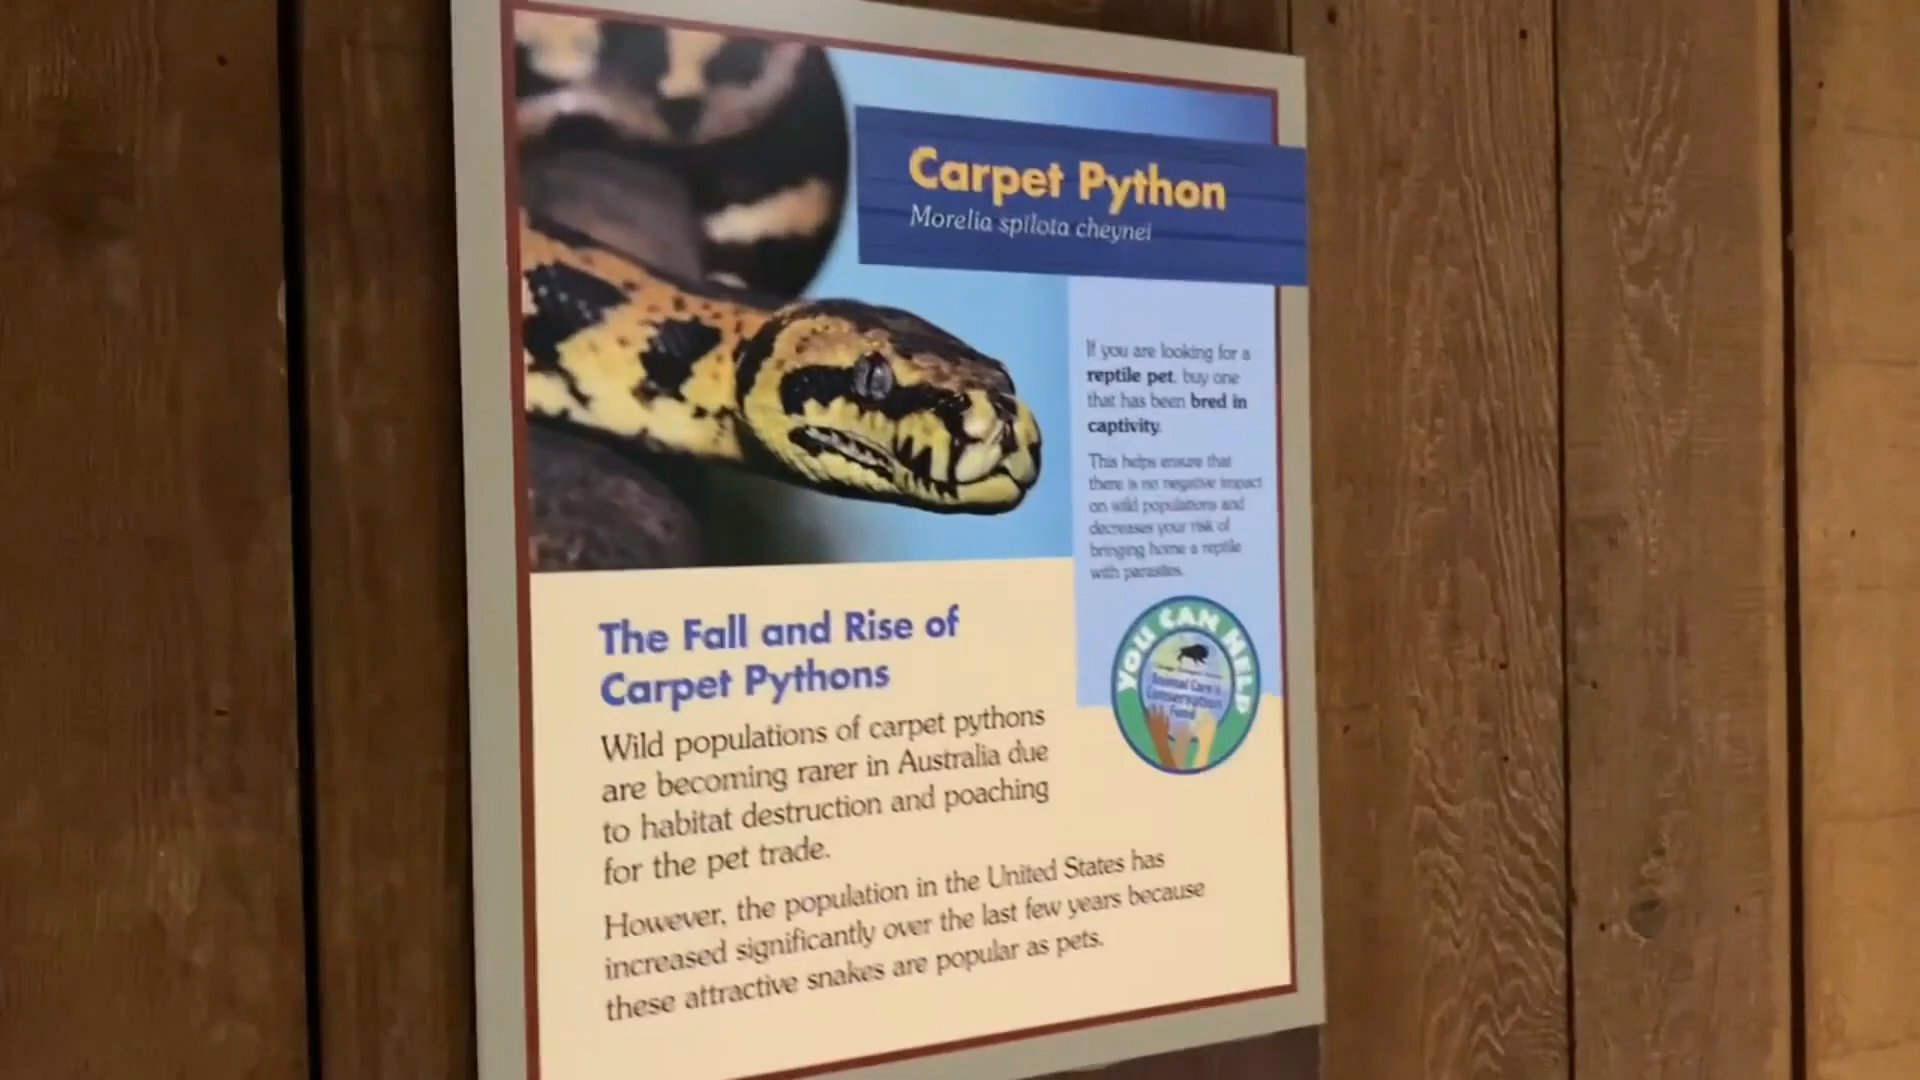 Carpet Python
Morelia spilota cheynei
If you are looking for a
reptile pet, buy one
that has been bred in
captivity.
This helps ensure that
there is no negative impact
on wild populations and
decreases your risk of
bringing home a reptile
with parasites.
YOU CAN HELP
Animal Care &
Conservation
Fund
The Fall and Rise of
Carpet Pythons
Wild populations of carpet pythons
are becoming rarer in Australia due
to habitat destruction and poaching
for the pet trade.
However, the population in the United States has
increased significantly over the last few years because
these attractive snakes are popular as pets.